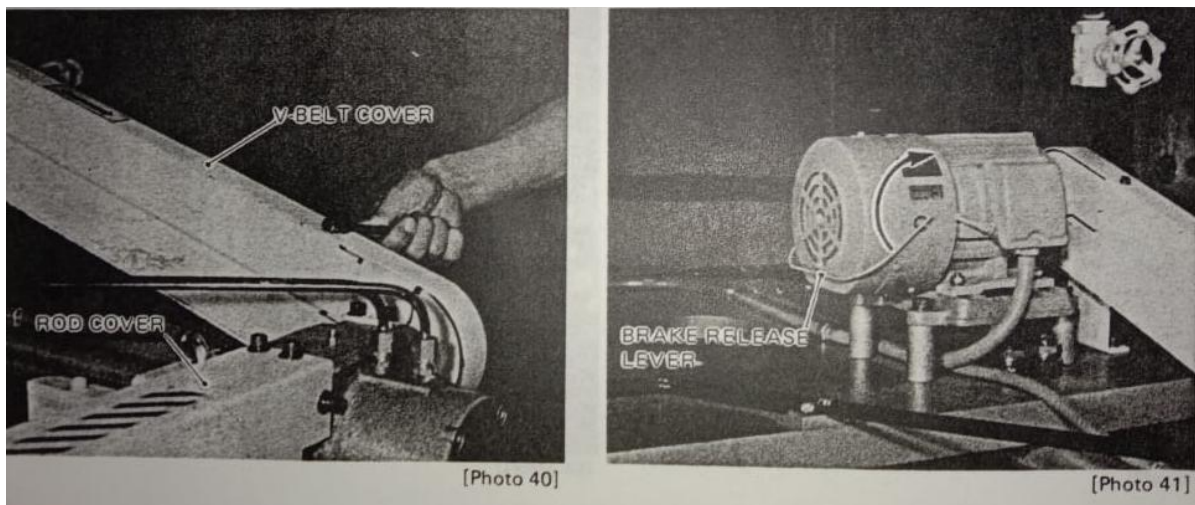 V-BELT COVER
ROD COVER
[Photo 40]
BRAKE RELEASE
LEVER
[Photo 41]